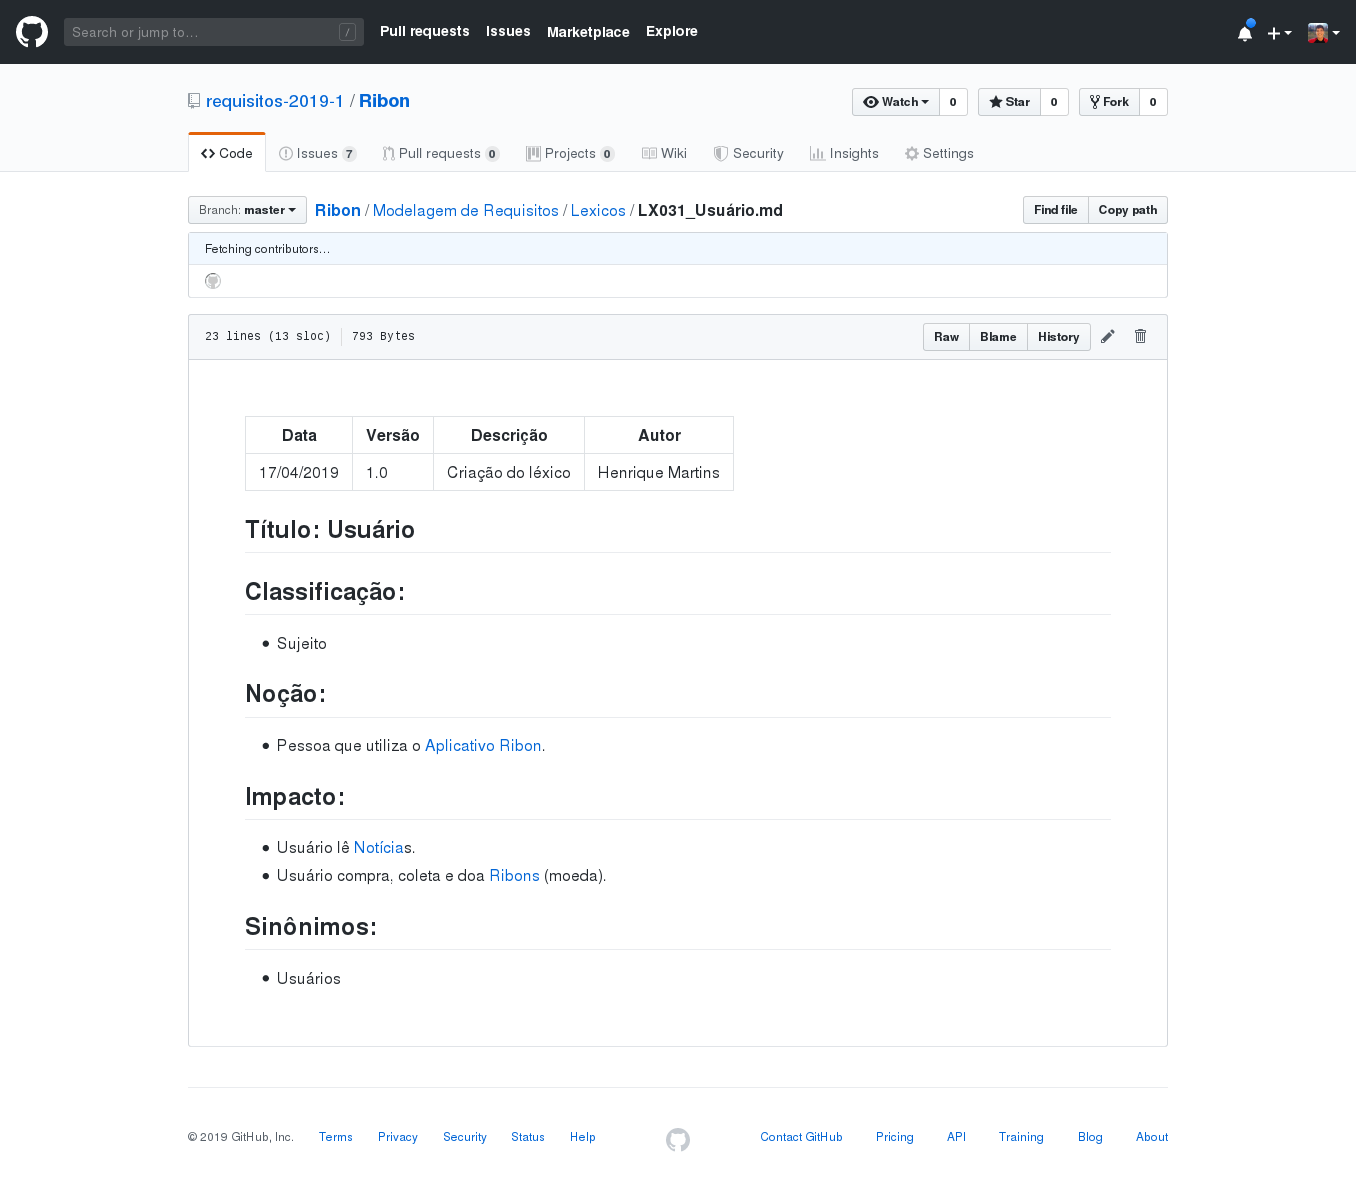 Search or jump to… /
Pull requests Issues Marketplace Explore
requisitos-2019-1 / Ribon
Watch 0 Star 0 Fork 0
Code Issues 7 Pull requests 0 Projects 0 Wiki Security Insights Settings
Branch: master Ribon / Modelagem de Requisitos / Lexicos / LX031_Usuário.md Find file Copy path
Fetching contributors…
23 lines (13 sloc) 793 Bytes Raw Blame History
Data Versão Descrição Autor
17/04/2019 1.0 Criação do léxico Henrique Martins
Título: Usuário
Classificação:
• Sujeito
Noção:
• Pessoa que utiliza o Aplicativo Ribon.
Impacto:
• Usuário lê Notícias.
• Usuário compra, coleta e doa Ribons (moeda).
Sinônimos:
• Usuários
© 2019 GitHub, Inc. Terms Privacy Security Status Help Contact GitHub Pricing API Training Blog About